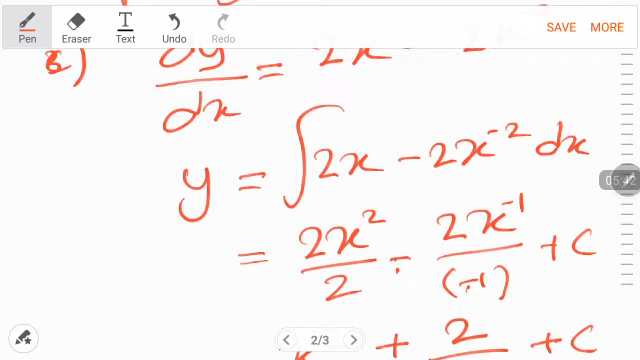 SAVE MORE
Pen Eraser Text Undo Redo
dy/dx = 2x
y = ∫ 2x - 2x⁻² dx
05:42
= 2x²/2 - 2x⁻¹/(-1) + c
+ 2 + c
2/3